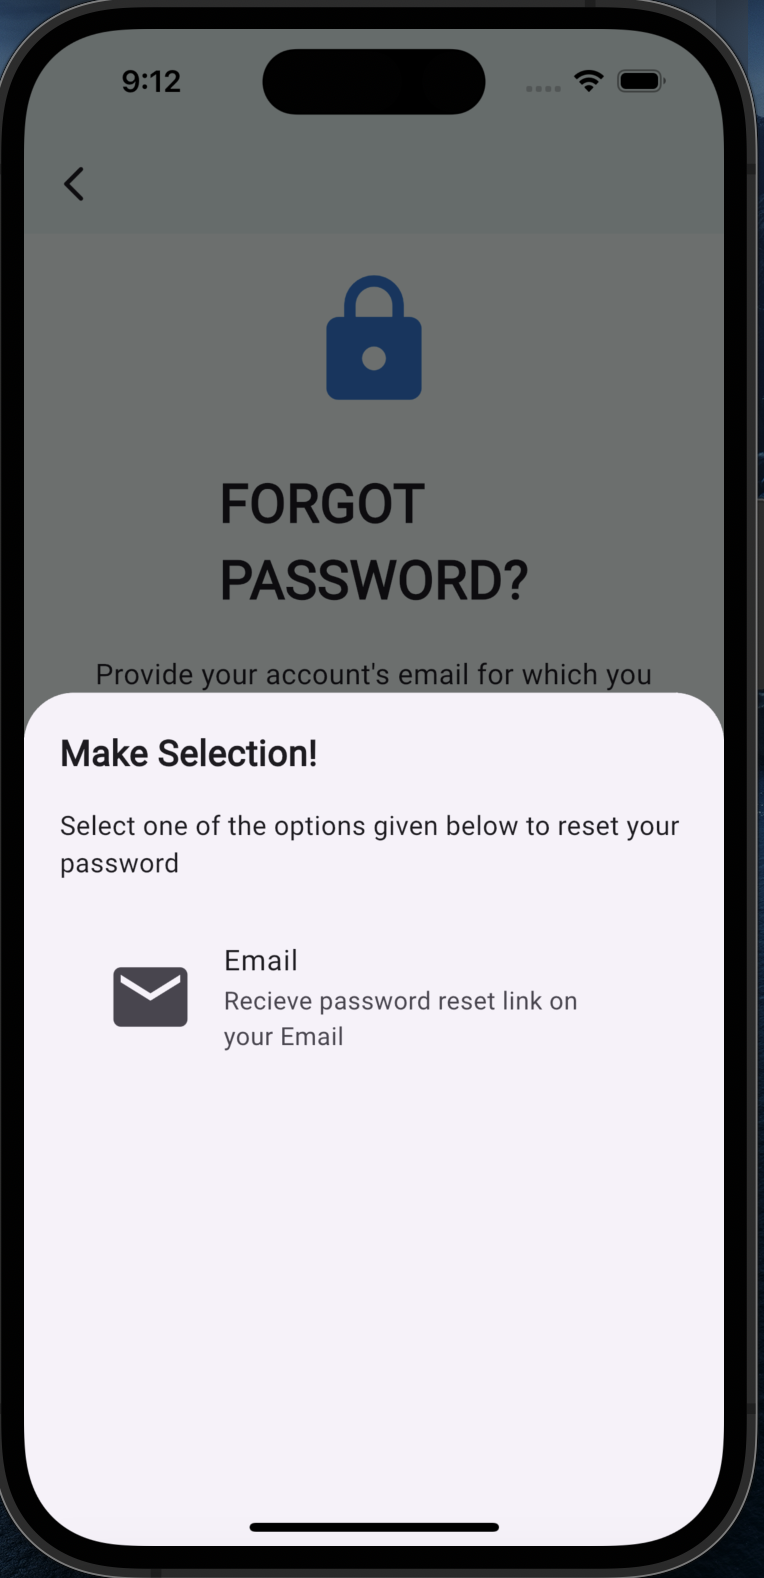 9:12
FORGOT
PASSWORD?
Provide your account's email for which you
Make Selection!
Select one of the options given below to reset your
password
Email
Recieve password reset link on
your Email